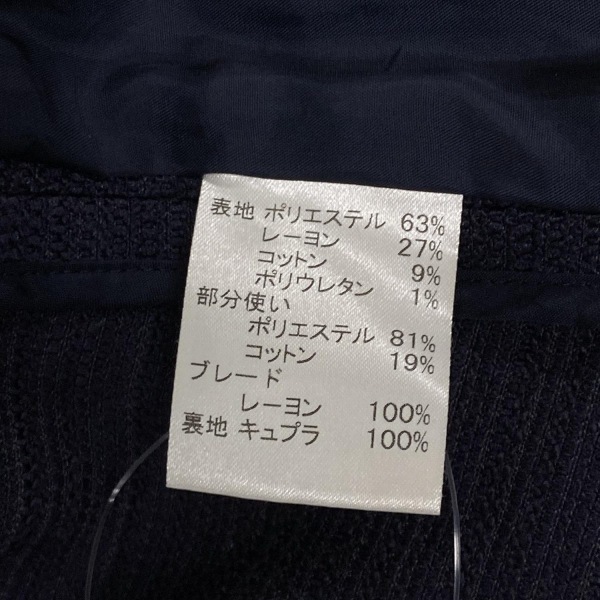 表地 ポリエステル 63%
レーヨン 27%
コットン 9%
ポリウレタン 1%
部分使い
ポリエステル 81%
コットン 19%
ブレード
レーヨン 100%
裏地 キュプラ 100%